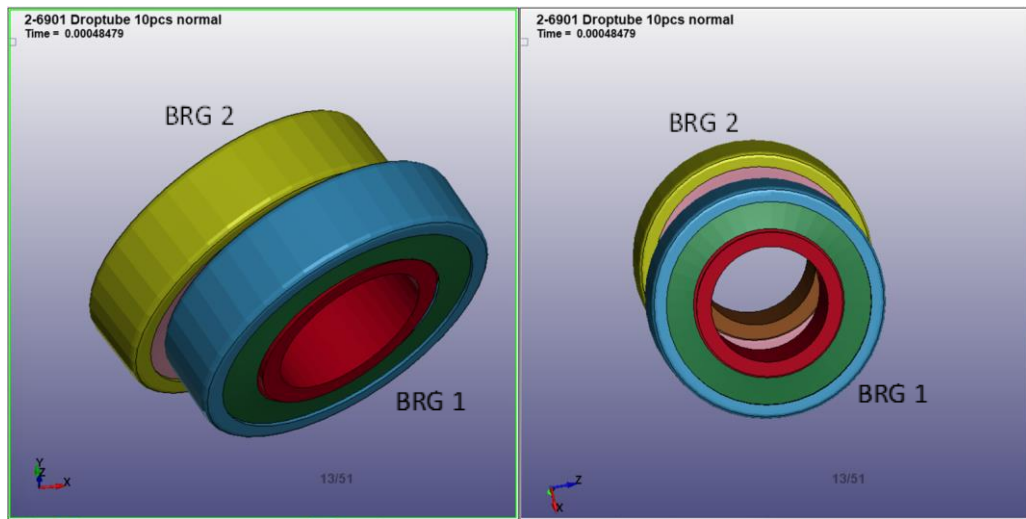 2-6901 Droptube 10pcs normal
Time = 0.00048479
BRG 2
BRG 1
Y
Z
X
13/51
2-6901 Droptube 10pcs normal
Time = 0.00048479
BRG 2
BRG 1
Z
X
13/51